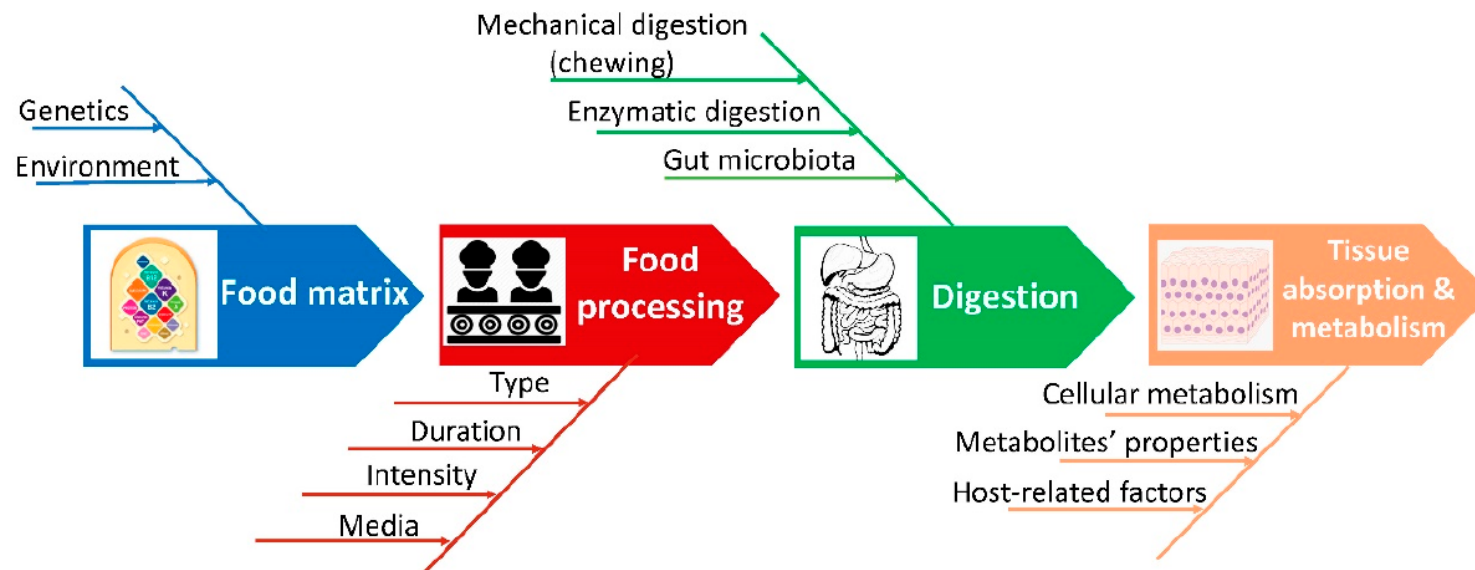 Mechanical digestion
(chewing)
Genetics
Enzymatic digestion
Environment
Gut microbiota
Food matrix
Food
processing
Digestion
Tissue
absorption &
metabolism
Type
Duration
Intensity
Media
Cellular metabolism
Metabolites’ properties
Host-related factors